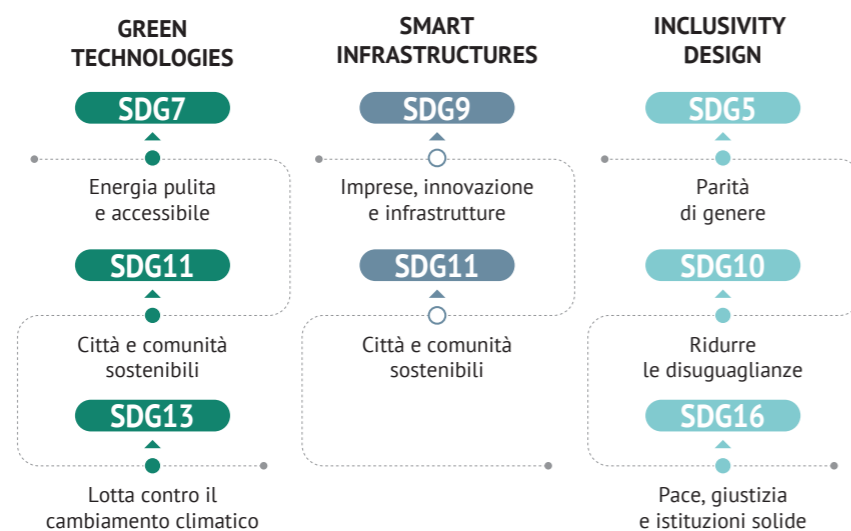 GREEN
TECHNOLOGIES
SDG7
Energia pulita
e accessibile
SDG11
Città e comunità
sostenibili
SDG13
Lotta contro il
cambiamento climatico
SMART
INFRASTRUCTURES
SDG9
Imprese, innovazione
e infrastrutture
SDG11
Città e comunità
sostenibili
INCLUSIVITY
DESIGN
SDG5
Parità
di genere
SDG10
Ridurre
le disuguaglianze
SDG16
Pace, giustizia
e istituzioni solide